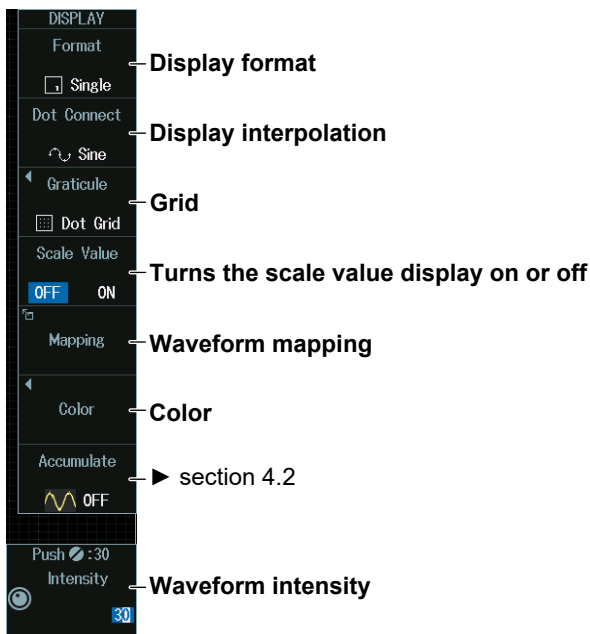 DISPLAY
Format
Single
Display format
Dot Connect
Sine
Display interpolation
Graticule
Dot Grid
Grid
Scale Value
OFF ON
Turns the scale value display on or off
Mapping
Waveform mapping
Color
Color
Accumulate
OFF
► section 4.2
Push :30
Intensity
30
Waveform intensity